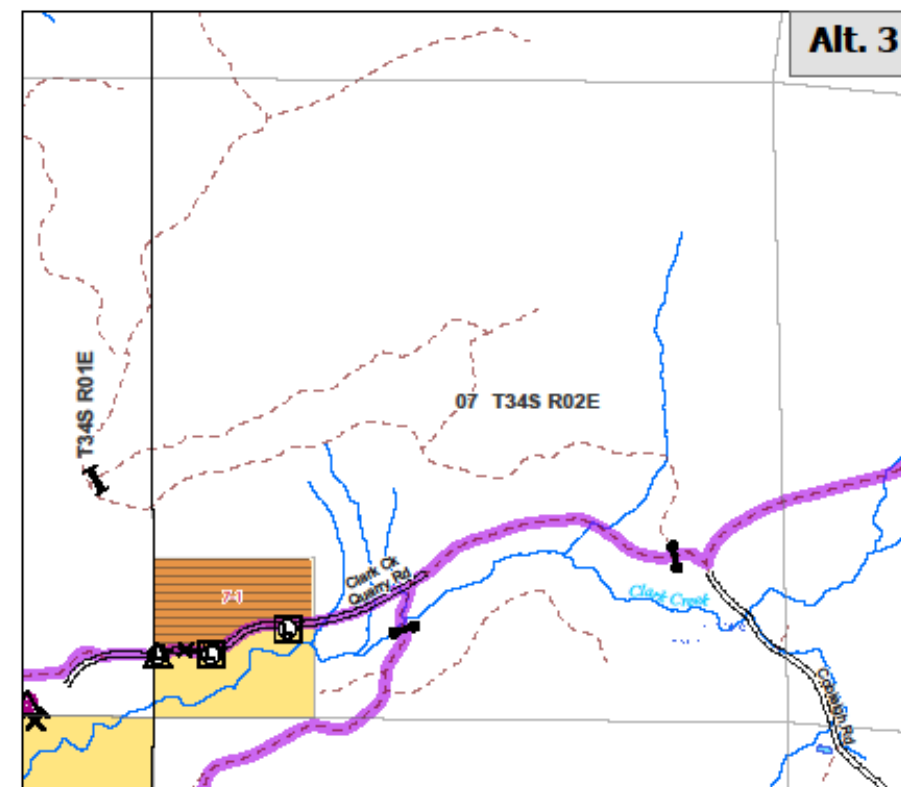 Alt. 3
T34S R01E
07 T34S R02E
Clark Ck
Quarry Rd
7-1
Clark Creek
Cobleigh Rd
L
L